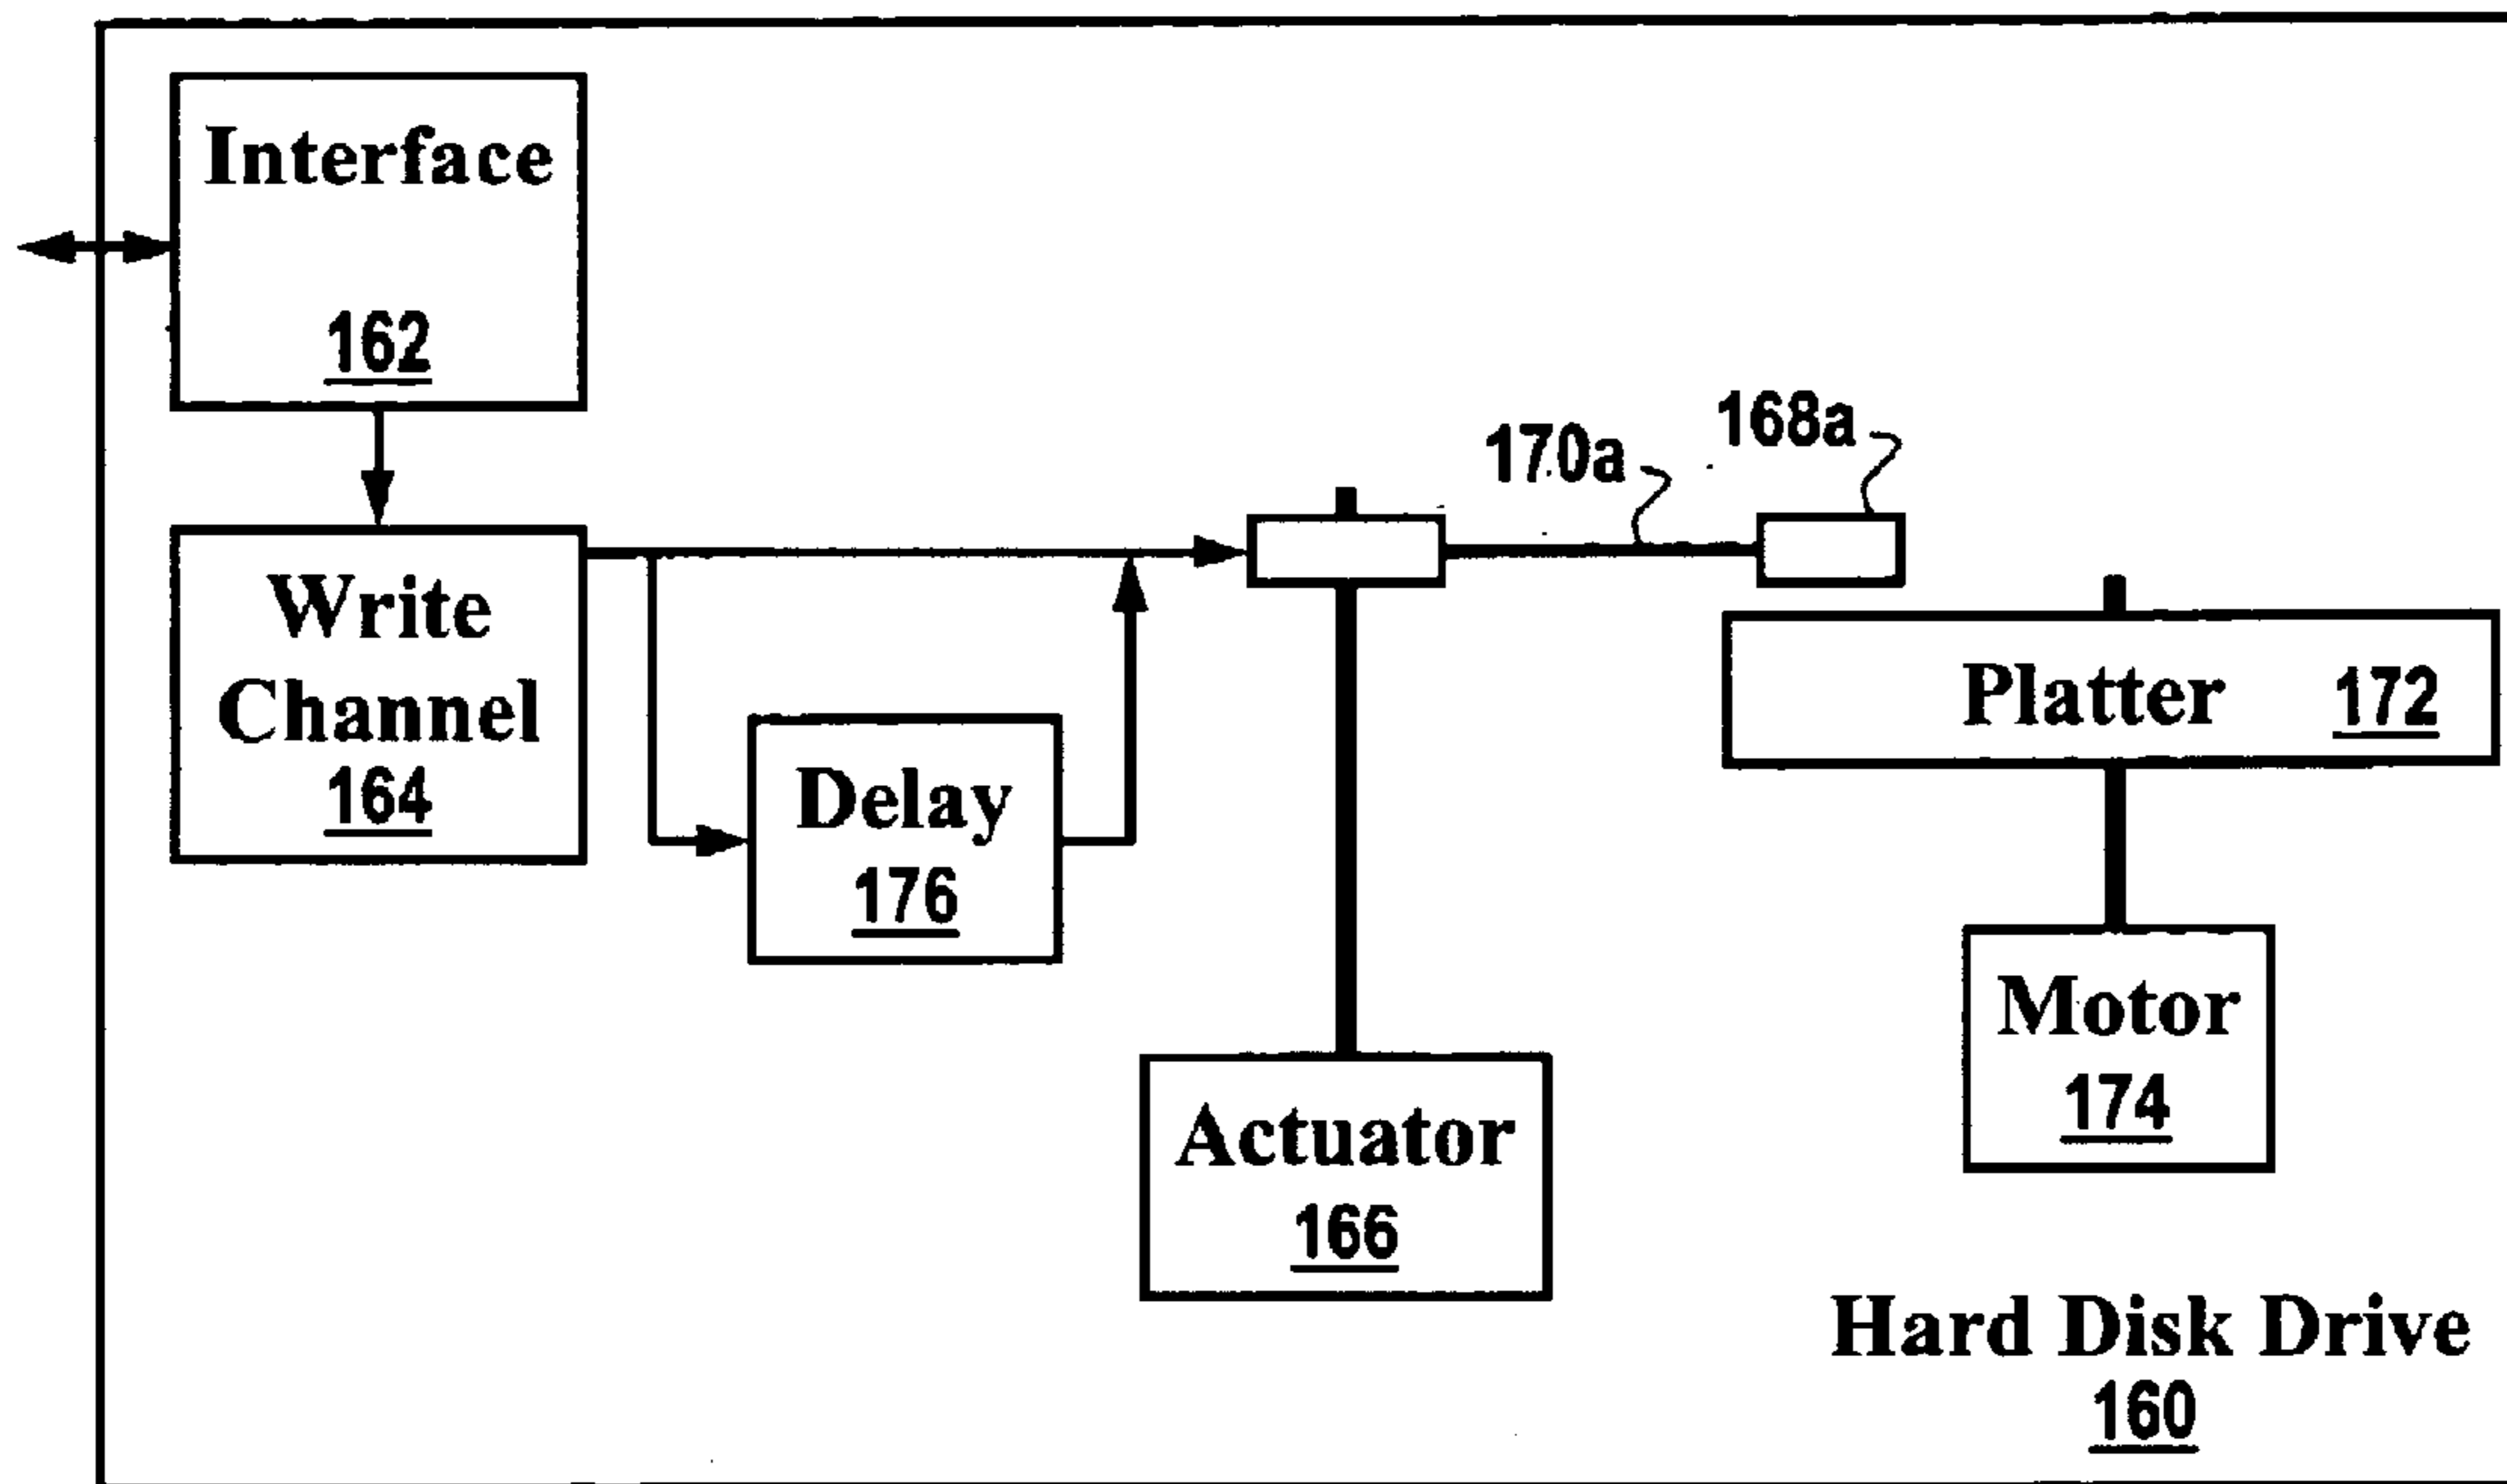 Interface
162
170a
168a
Write
Channel
164
Platter 172
Delay
176
Motor
174
Actuator
166
Hard Disk Drive
160